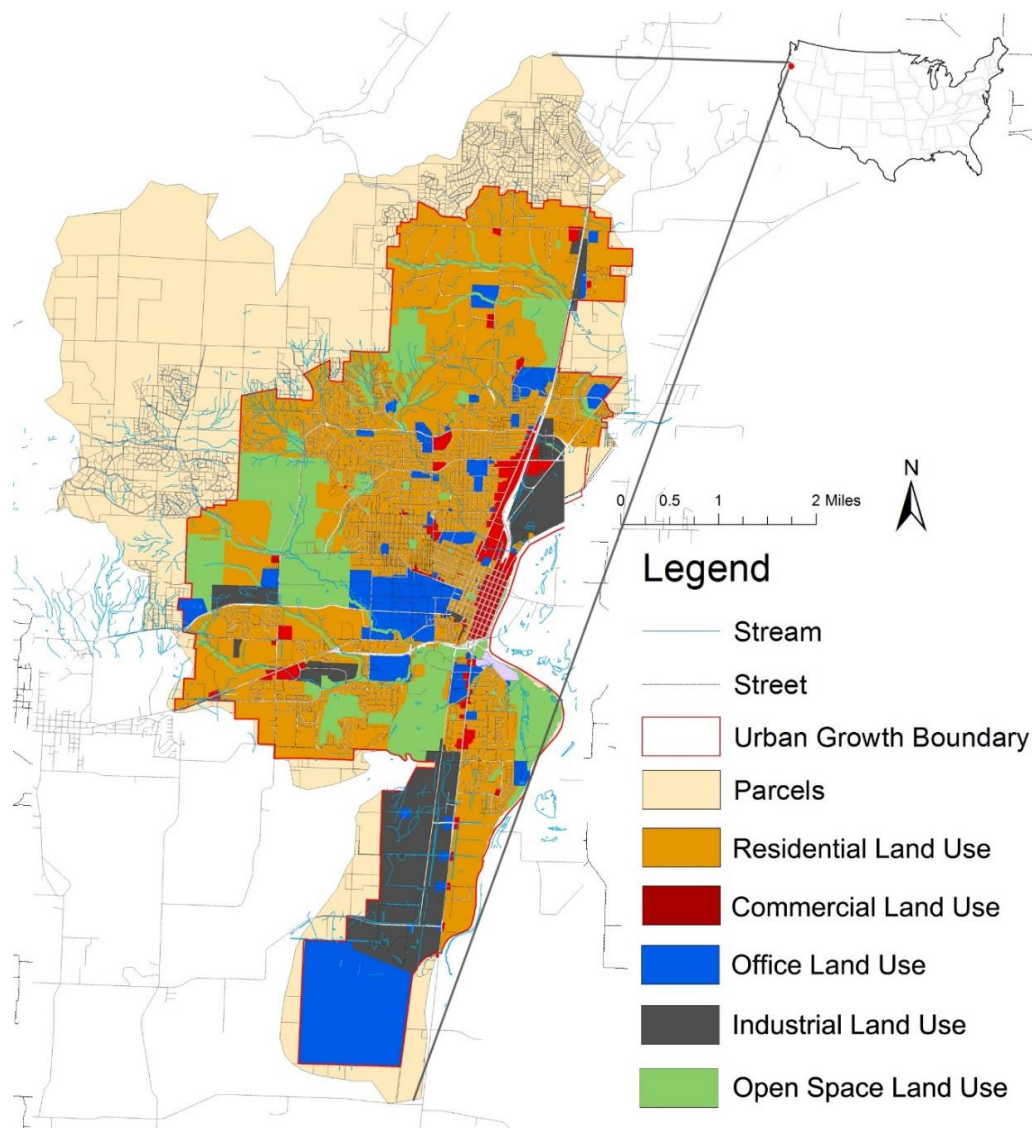 N
0 0.5 1 2 Miles
Legend
Stream
Street
Urban Growth Boundary
Parcels
Residential Land Use
Commercial Land Use
Office Land Use
Industrial Land Use
Open Space Land Use